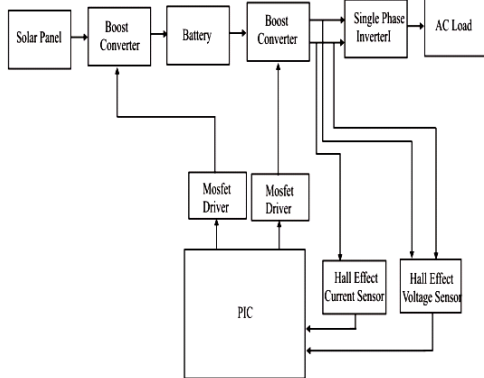 Solar Panel
Boost
Converter
Battery
Boost
Converter
Single Phase
InverterI
AC Load
Mosfet
Driver
Mosfet
Driver
PIC
Hall Effect
Current Sensor
Hall Effect
Voltage Sensor